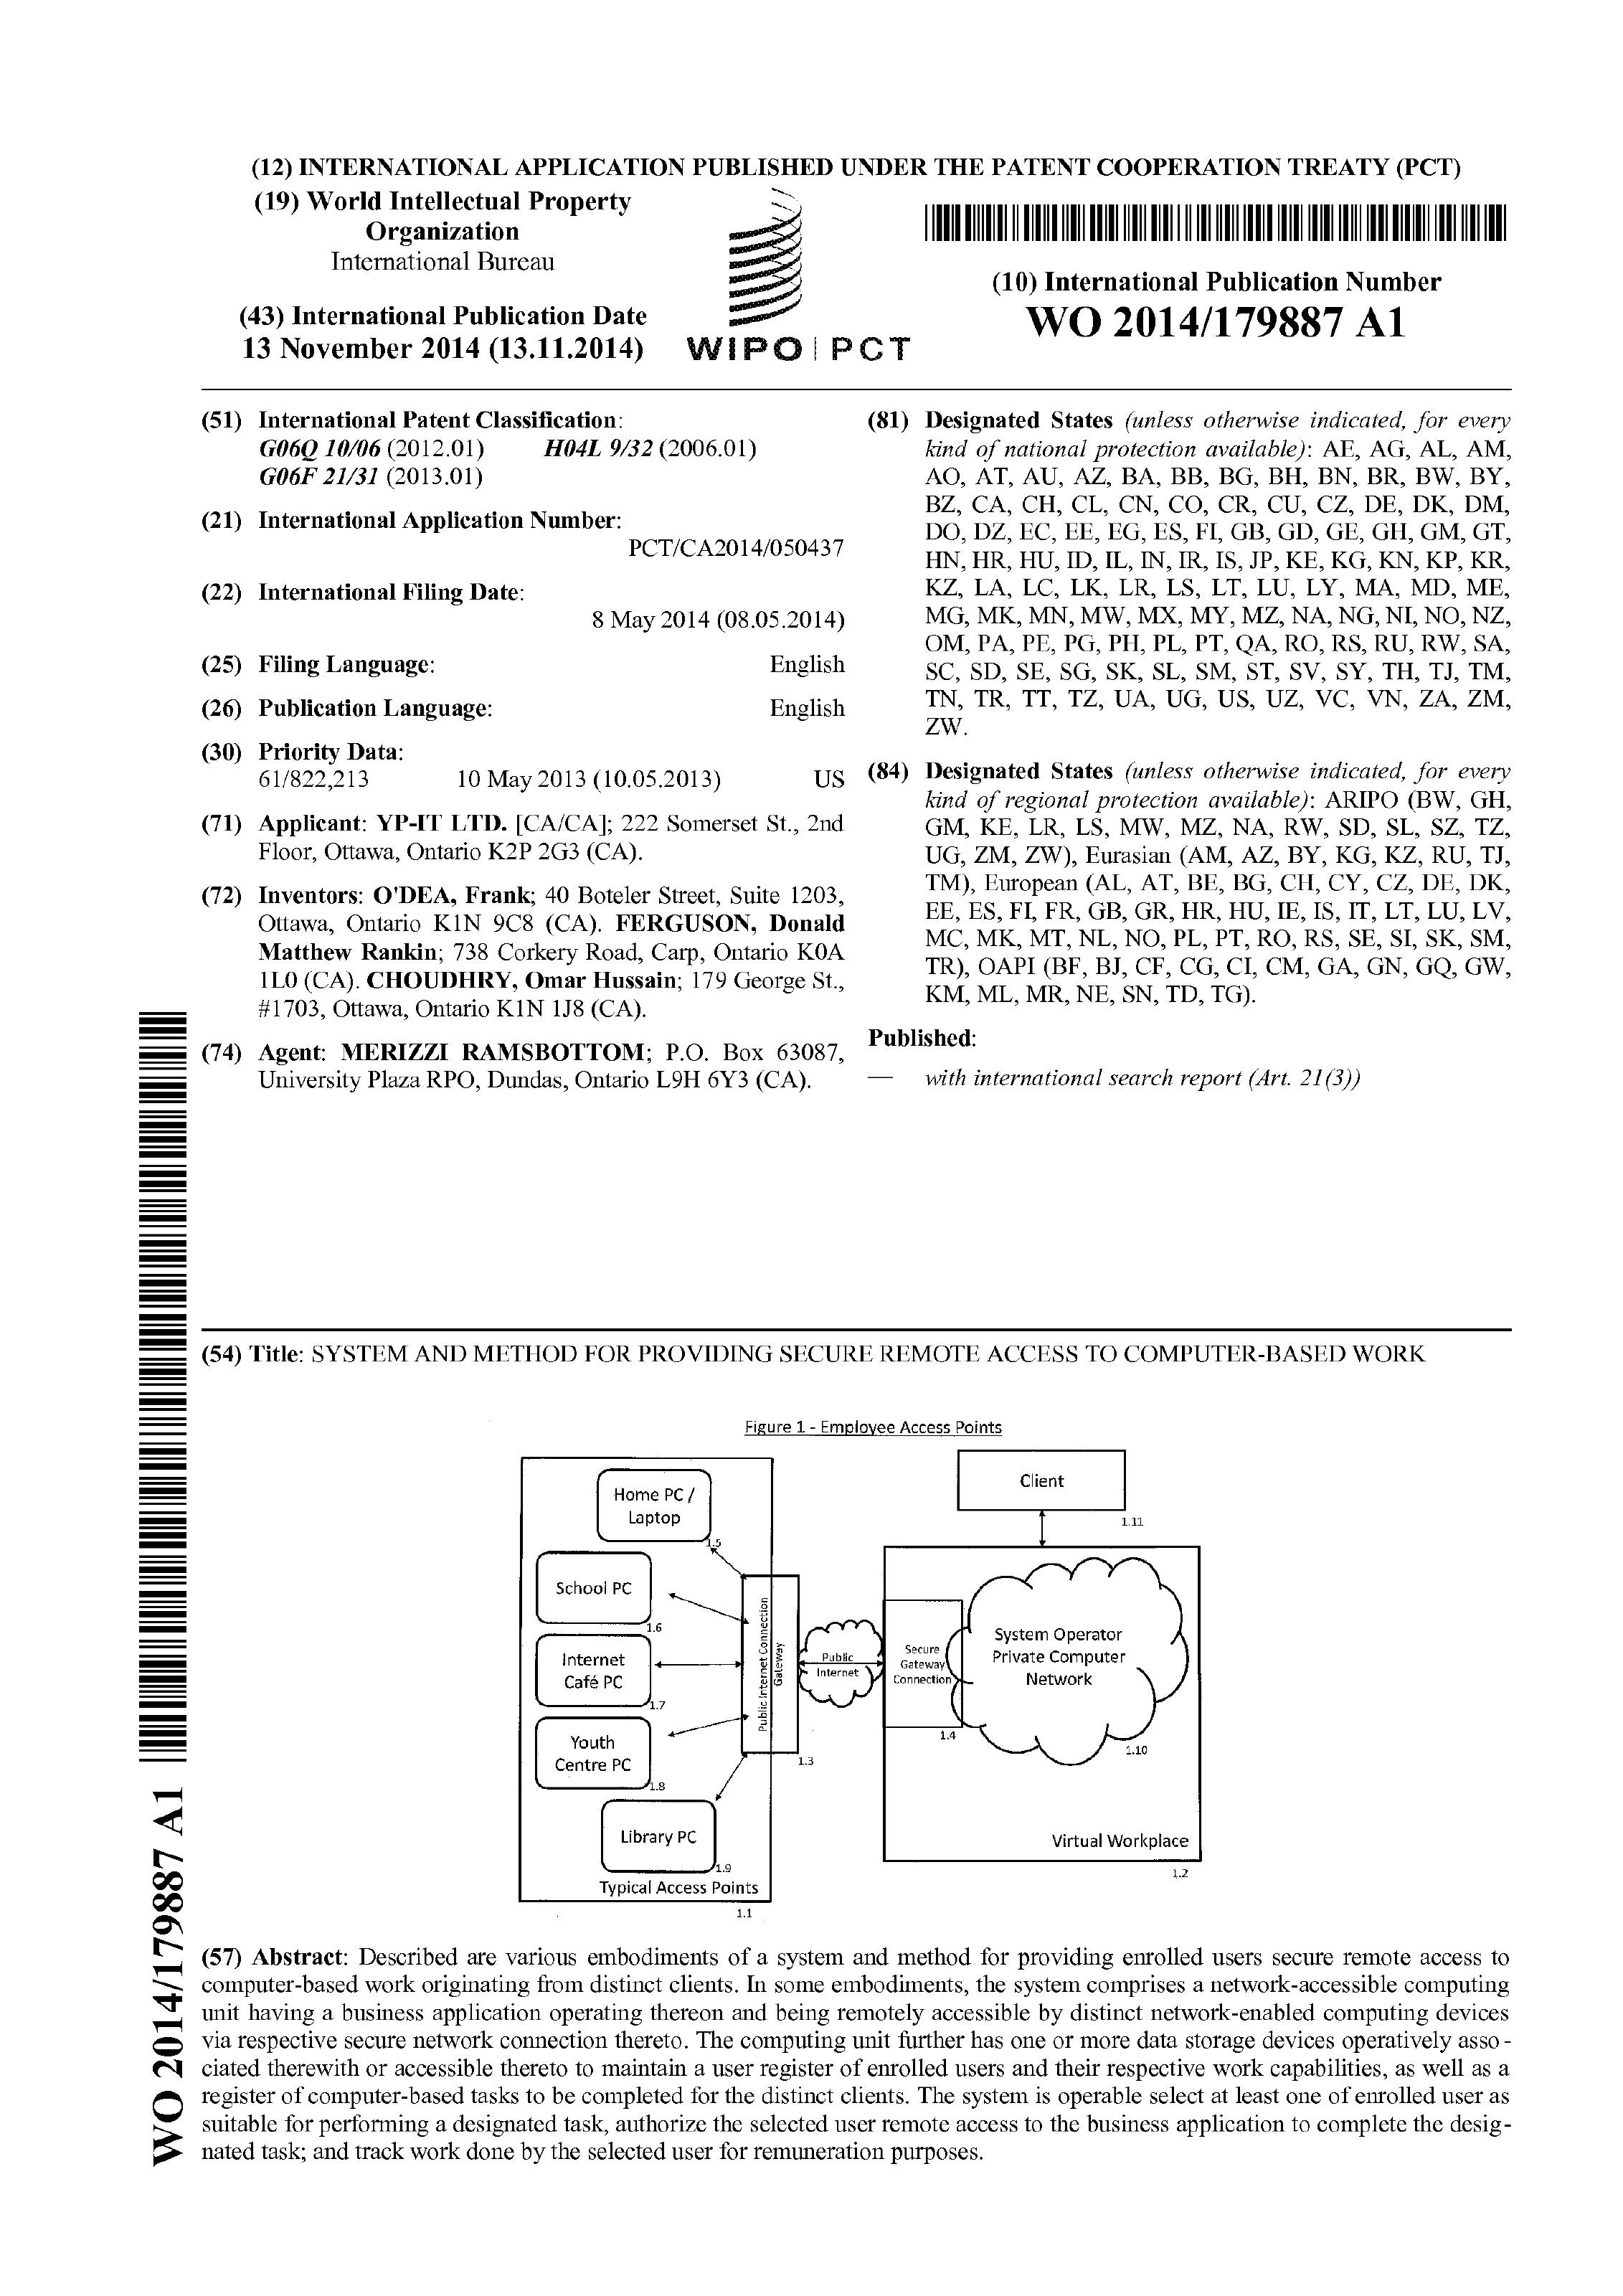 (12) INTERNATIONAL APPLICATION PUBLISHED UNDER THE PATENT COOPERATION TREATY (PCT)
(19) World Intellectual Property
Organization
International Bureau
(43) International Publication Date
13 November 2014 (13.11.2014)
WIPO | PCT
(10) International Publication Number
WO 2014/179887 A1
(51) International Patent Classification:
G06Q 10/06 (2012.01) H04L 9/32 (2006.01)
G06F 21/31 (2013.01)
(21) International Application Number:
PCT/CA2014/050437
(22) International Filing Date:
8 May 2014 (08.05.2014)
(25) Filing Language: English
(26) Publication Language: English
(30) Priority Data:
61/822,213 10 May 2013 (10.05.2013) US
(71) Applicant: YP-IT LTD. [CA/CA]; 222 Somerset St., 2nd
Floor, Ottawa, Ontario K2P 2G3 (CA).
(72) Inventors: O'DEA, Frank; 40 Boteler Street, Suite 1203,
Ottawa, Ontario K1N 9C8 (CA). FERGUSON, Donald
Matthew Rankin; 738 Corkery Road, Carp, Ontario K0A
1L0 (CA). CHOUDHRY, Omar Hussain; 179 George St.,
#1703, Ottawa, Ontario K1N 1J8 (CA).
(74) Agent: MERIZZI RAMSBOTTOM; P.O. Box 63087,
University Plaza RPO, Dundas, Ontario L9H 6Y3 (CA).
(81) Designated States (unless otherwise indicated, for every
kind of national protection available): AE, AG, AL, AM,
AO, AT, AU, AZ, BA, BB, BG, BH, BN, BR, BW, BY,
BZ, CA, CH, CL, CN, CO, CR, CU, CZ, DE, DK, DM,
DO, DZ, EC, EE, EG, ES, FI, GB, GD, GE, GH, GM, GT,
HN, HR, HU, ID, IL, IN, IR, IS, JP, KE, KG, KN, KP, KR,
KZ, LA, LC, LK, LR, LS, LT, LU, LY, MA, MD, ME,
MG, MK, MN, MW, MX, MY, MZ, NA, NG, NI, NO, NZ,
OM, PA, PE, PG, PH, PL, PT, QA, RO, RS, RU, RW, SA,
SC, SD, SE, SG, SK, SL, SM, ST, SV, SY, TH, TJ, TM,
TN, TR, TT, TZ, UA, UG, US, UZ, VC, VN, ZA, ZM,
ZW.
(84) Designated States (unless otherwise indicated, for every
kind of regional protection available): ARIPO (BW, GH,
GM, KE, LR, LS, MW, MZ, NA, RW, SD, SL, SZ, TZ,
UG, ZM, ZW), Eurasian (AM, AZ, BY, KG, KZ, RU, TJ,
TM), European (AL, AT, BE, BG, CH, CY, CZ, DE, DK,
EE, ES, FI, FR, GB, GR, HR, HU, IE, IS, IT, LT, LU, LV,
MC, MK, MT, NL, NO, PL, PT, RO, RS, SE, SI, SK, SM,
TR), OAPI (BF, BJ, CF, CG, CI, CM, GA, GN, GQ, GW,
KM, ML, MR, NE, SN, TD, TG).
Published:
— with international search report (Art. 21(3))
(54) Title: SYSTEM AND METHOD FOR PROVIDING SECURE REMOTE ACCESS TO COMPUTER-BASED WORK
Figure 1 - Employee Access Points
Home PC /
Laptop
1.5
School PC
1.6
Internet
Café PC
1.7
Youth
Centre PC
1.8
Library PC
1.9
Typical Access Points
1.1
Public Internet Connection
Gateway
1.3
Public
Internet
Secure
Gateway
Connection
1.4
Client
1.11
System Operator
Private Computer
Network
1.10
Virtual Workplace
1.2
(57) Abstract: Described are various embodiments of a system and method for providing enrolled users secure remote access to
computer-based work originating from distinct clients. In some embodiments, the system comprises a network-accessible computing
unit having a business application operating thereon and being remotely accessible by distinct network-enabled computing devices
via respective secure network connection thereto. The computing unit further has one or more data storage devices operatively asso-
ciated therewith or accessible thereto to maintain a user register of enrolled users and their respective work capabilities, as well as a
register of computer-based tasks to be completed for the distinct clients. The system is operable select at least one of enrolled user as
suitable for performing a designated task, authorize the selected user remote access to the business application to complete the desig-
nated task; and track work done by the selected user for remuneration purposes.
WO 2014/179887 A1